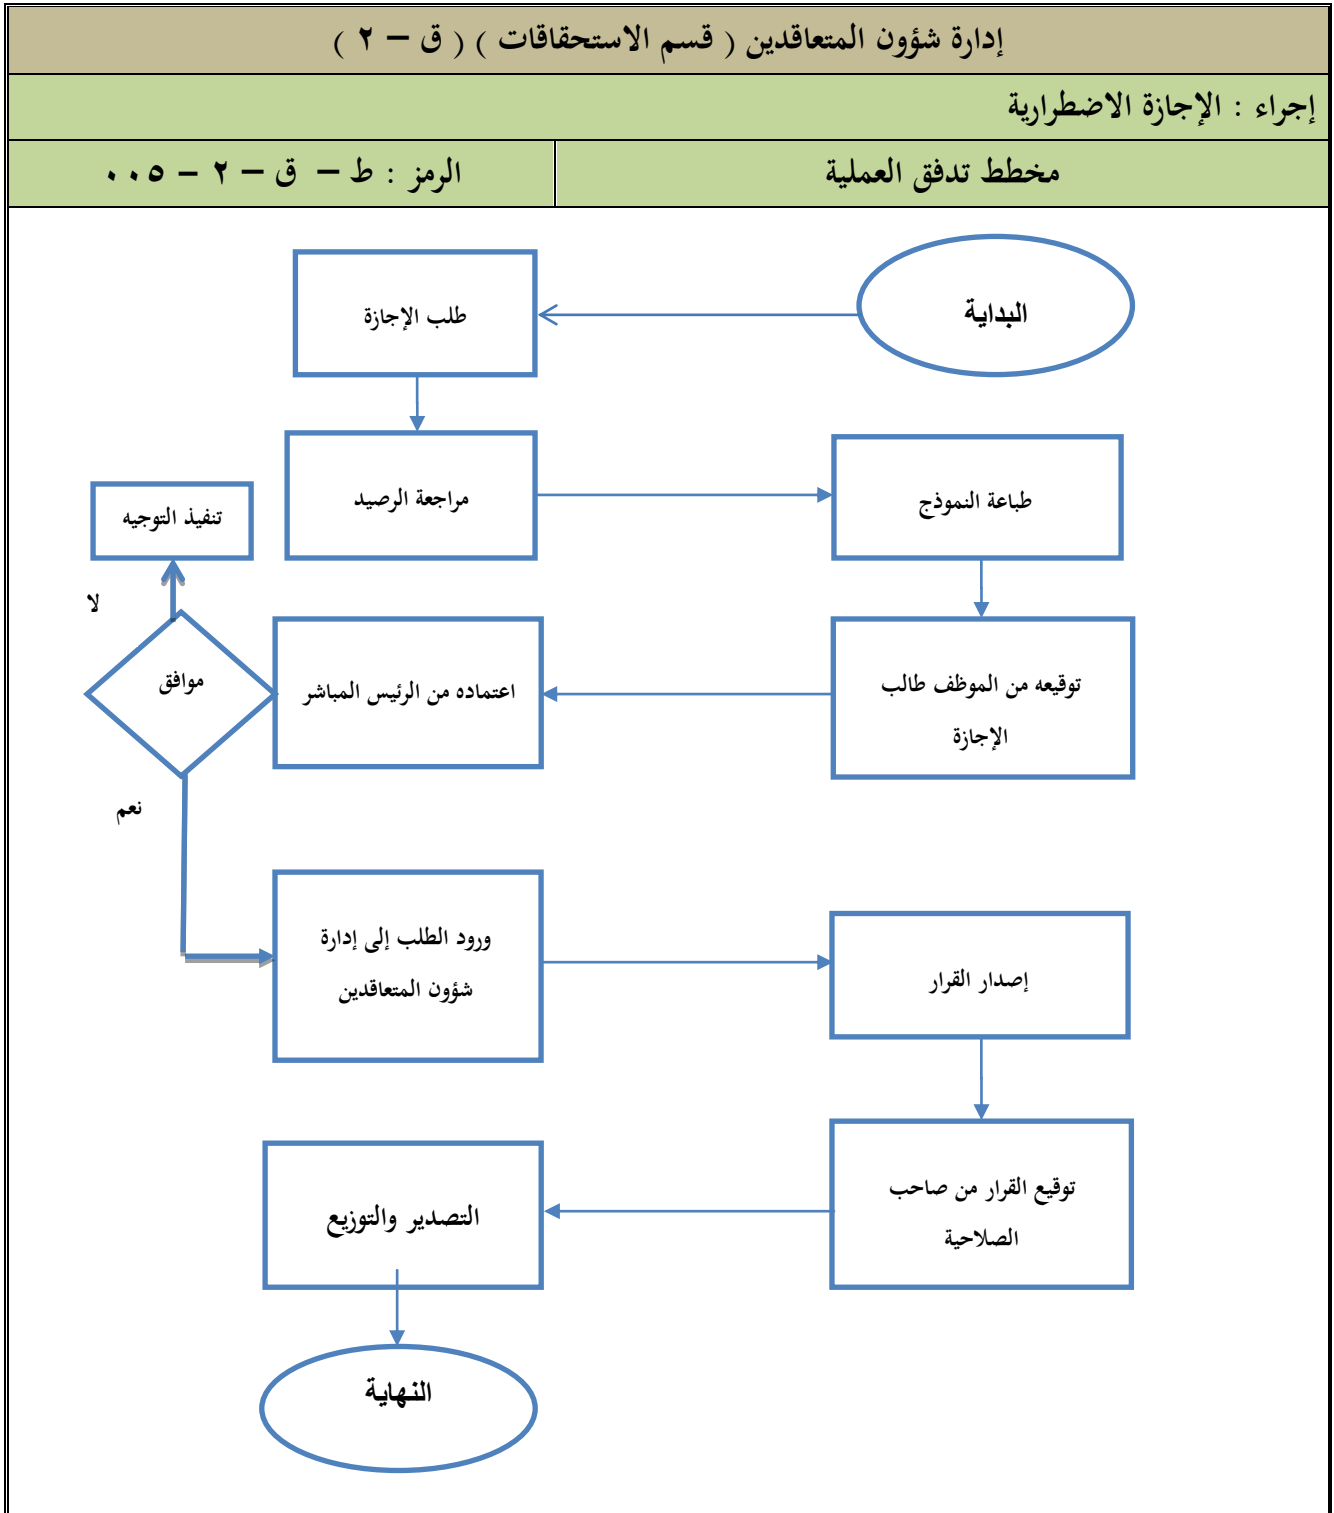 إدارة شؤون المتعاقدين ( قسم الاستحقاقات ) ( ق – ٢ )
إجراء : الإجازة الاضطرارية
مخطط تدفق العملية
الرمز : ط – ق – ٢ – ٠٠٥
البداية
طلب الإجازة
مراجعة الرصيد
طباعة النموذج
توقيعه من الموظف طالب
الإجازة
اعتماده من الرئيس المباشر
موافق
لا
تنفيذ التوجيه
نعم
ورود الطلب إلى إدارة
شؤون المتعاقدين
إصدار القرار
توقيع القرار من صاحب
الصلاحية
التصدير والتوزيع
النهاية